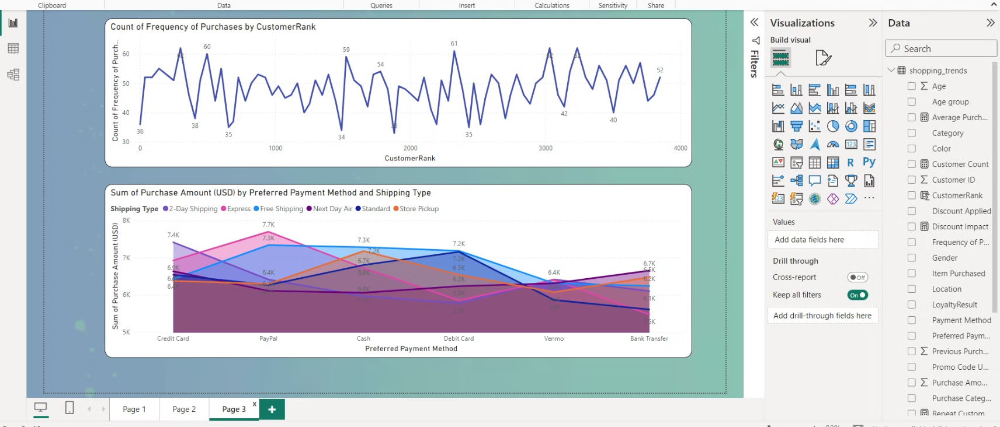 Clipboard Data Queries Insert Calculations Sensitivity Share
Count of Frequency of Purchases by CustomerRank
Count of Frequency of Purch...
60
50
40
30
36
62
38
60
35
34
59
54
33
61
35
62
42
62
40
52
0 1000 2000 3000 4000
CustomerRank
Sum of Purchase Amount (USD) by Preferred Payment Method and Shipping Type
Shipping Type 2-Day Shipping Express Free Shipping Next Day Air Standard Store Pickup
Sum of Purchase Amount (USD)
8K
7K
6K
5K
7.4K
6.9K
7.7K
7.3K
6.4K
7.3K
7.2K
6.7K
6.8K
6.0K
7.2K
7.2K
6.5K
6.2K
5.9K
6.4K
6.7K
6.5K
6.2K
6.1K
Credit Card PayPal Cash Debit Card Venmo Bank Transfer
Preferred Payment Method
Page 1 Page 2 Page 3 x +
Filters
Visualizations
Build visual
123
R Py
123
...
Values
Add data fields here
Drill through
Cross-report Off
Keep all filters On
Add drill-through fields here
Data
Search
shopping_trends
Age
Age group
Average Purch...
Category
Color
Customer Count
Customer ID
CustomerRank
Discount Applied
Discount Impact
Frequency of P...
Gender
Item Purchased
Location
LoyaltyResult
Payment Method
Preferred Paym...
Previous Purch...
Promo Code U...
Purchase Amo...
Purchase Categ...
Repeat Custom